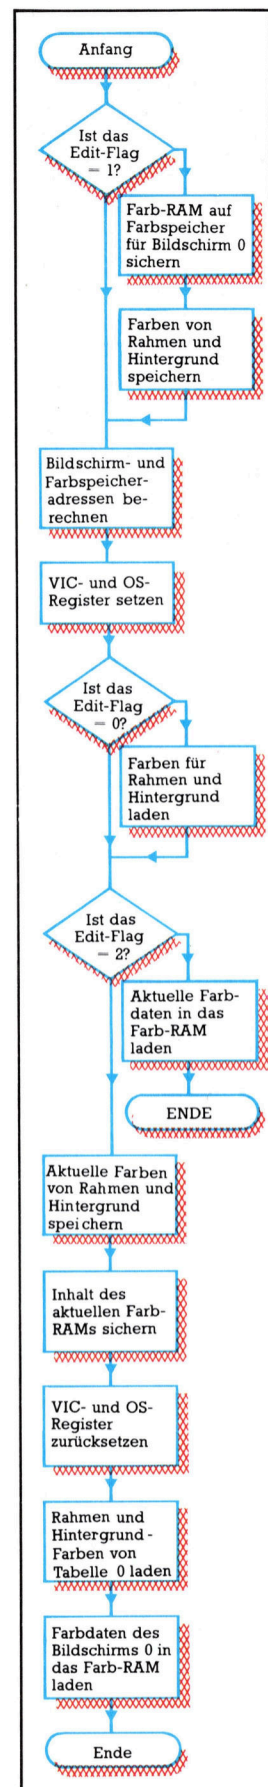 Anfang
Ist das
Edit-Flag
= 1?
Farb-RAM auf
Farbspeicher
für Bildschirm 0
sichern
Farben von
Rahmen und
Hintergrund
speichern
Bildschirm- und
Farbspeicher-
adressen be-
rechnen
VIC- und OS-
Register setzen
Ist das
Edit-Flag
= 0?
Farben für
Rahmen und
Hintergrund
laden
Ist das
Edit-Flag
= 2?
Aktuelle Farb-
daten in das
Farb-RAM
laden
ENDE
Aktuelle Farben
von Rahmen und
Hintergrund
speichern
Inhalt des
aktuellen Farb-
RAMs sichern
VIC- und OS-
Register
zurücksetzen
Rahmen und
Hintergrund-
Farben von
Tabelle 0 laden
Farbdaten des
Bildschirms 0 in
das Farb-RAM
laden
Ende